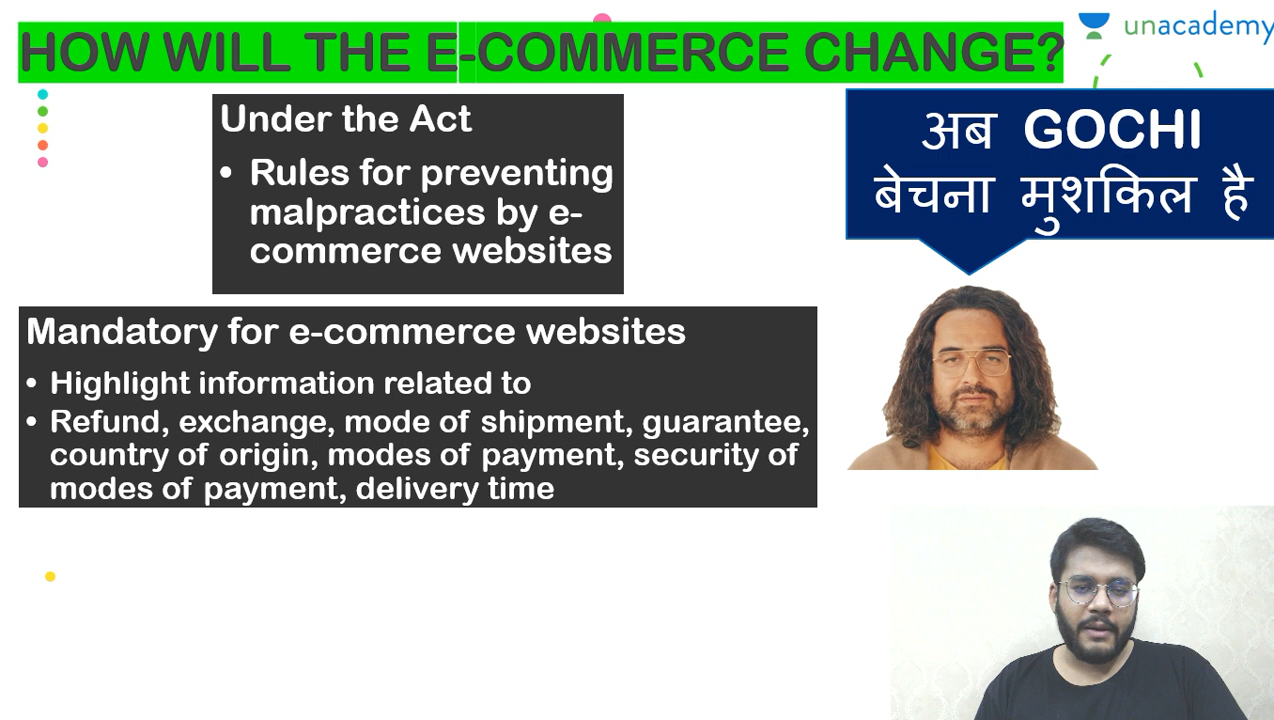 HOW WILL THE E-COMMERCE CHANGE?
unacademy
Under the Act
• Rules for preventing
malpractices by e-
commerce websites
अब GOCHI
बेचना मुशकिल है
Mandatory for e-commerce websites
• Highlight information related to
• Refund, exchange, mode of shipment, guarantee,
country of origin, modes of payment, security of
modes of payment, delivery time